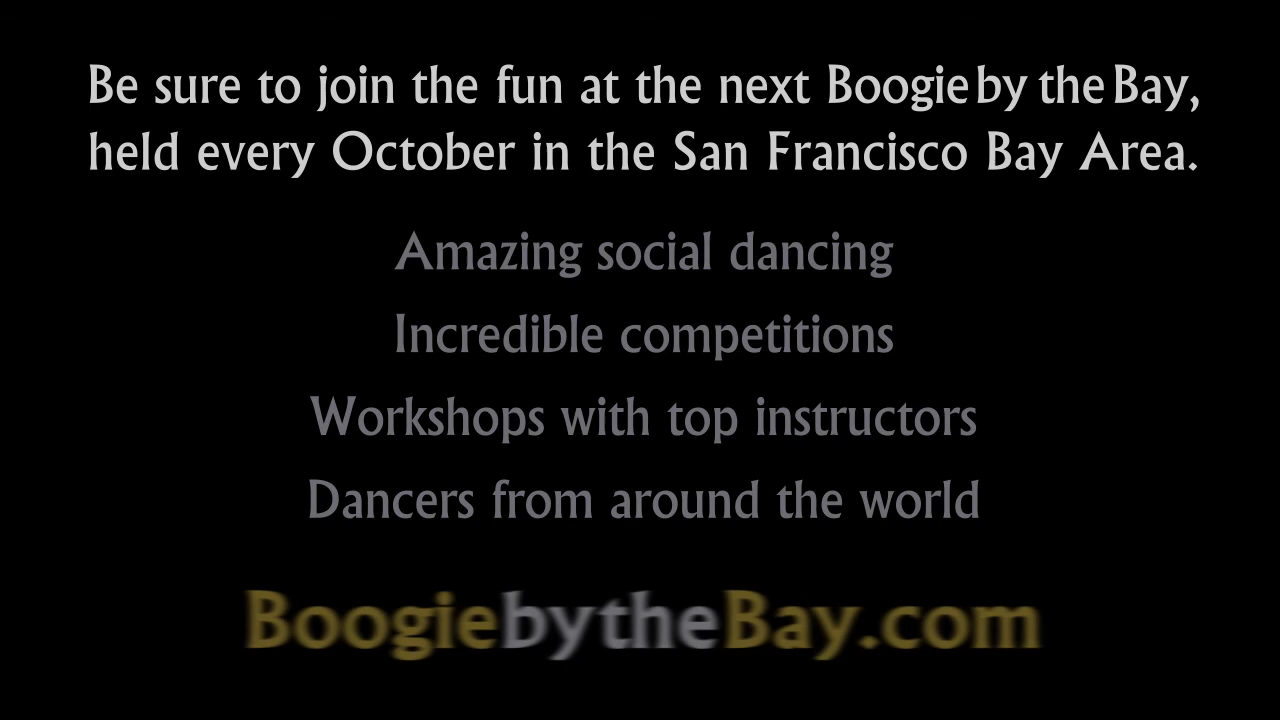 Be sure to join the fun at the next Boogie by the Bay,
held every October in the San Francisco Bay Area.
Amazing social dancing
Incredible competitions
Workshops with top instructors
Dancers from around the world
BoogiebytheBay.com